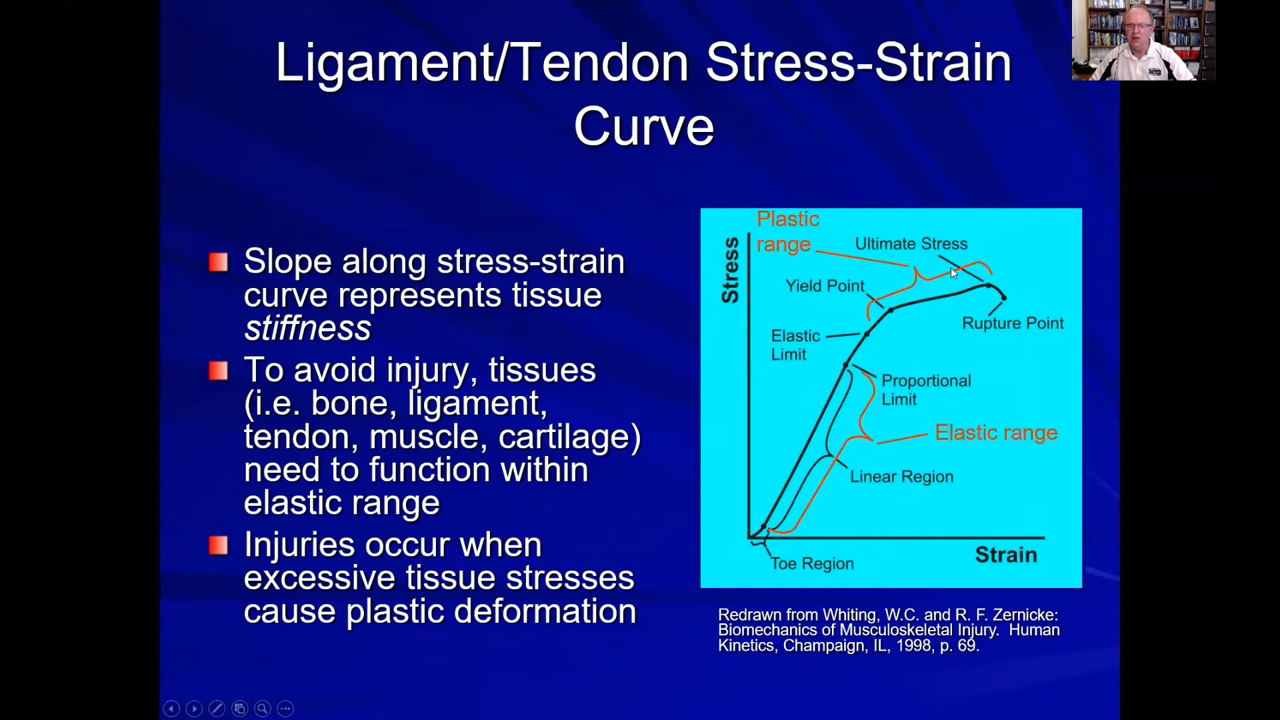 Ligament/Tendon Stress-Strain
Curve
Slope along stress-strain
curve represents tissue
stiffness
To avoid injury, tissues
(i.e. bone, ligament,
tendon, muscle, cartilage)
need to function within
elastic range
Injuries occur when
excessive tissue stresses
cause plastic deformation
Plastic
range
Ultimate Stress
Stress
Yield Point
Rupture Point
Elastic
Limit
Proportional
Limit
Elastic range
Linear Region
Strain
Toe Region
Redrawn from Whiting, W.C. and R. F. Zernicke:
Biomechanics of Musculoskeletal Injury. Human
Kinetics, Champaign, IL, 1998, p. 69.